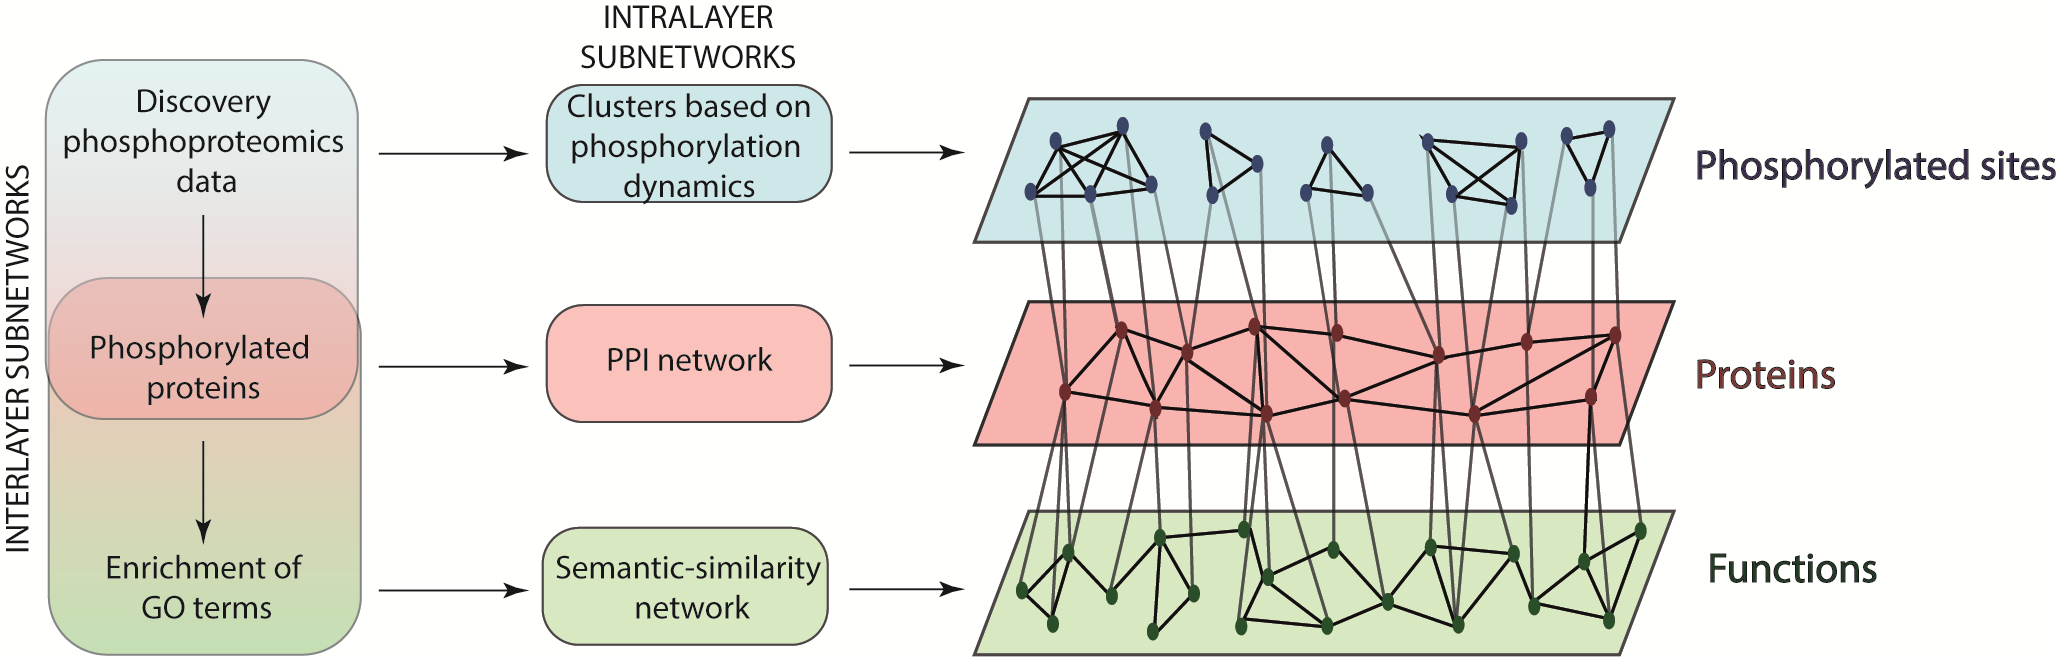 INTRALAYER
SUBNETWORKS
INTERLAYER SUBNETWORKS
Discovery
phosphoproteomics
data
Clusters based on
phosphorylation
dynamics
Phosphorylated sites
Phosphorylated
proteins
PPI network
Proteins
Enrichment of
GO terms
Semantic-similarity
network
Functions